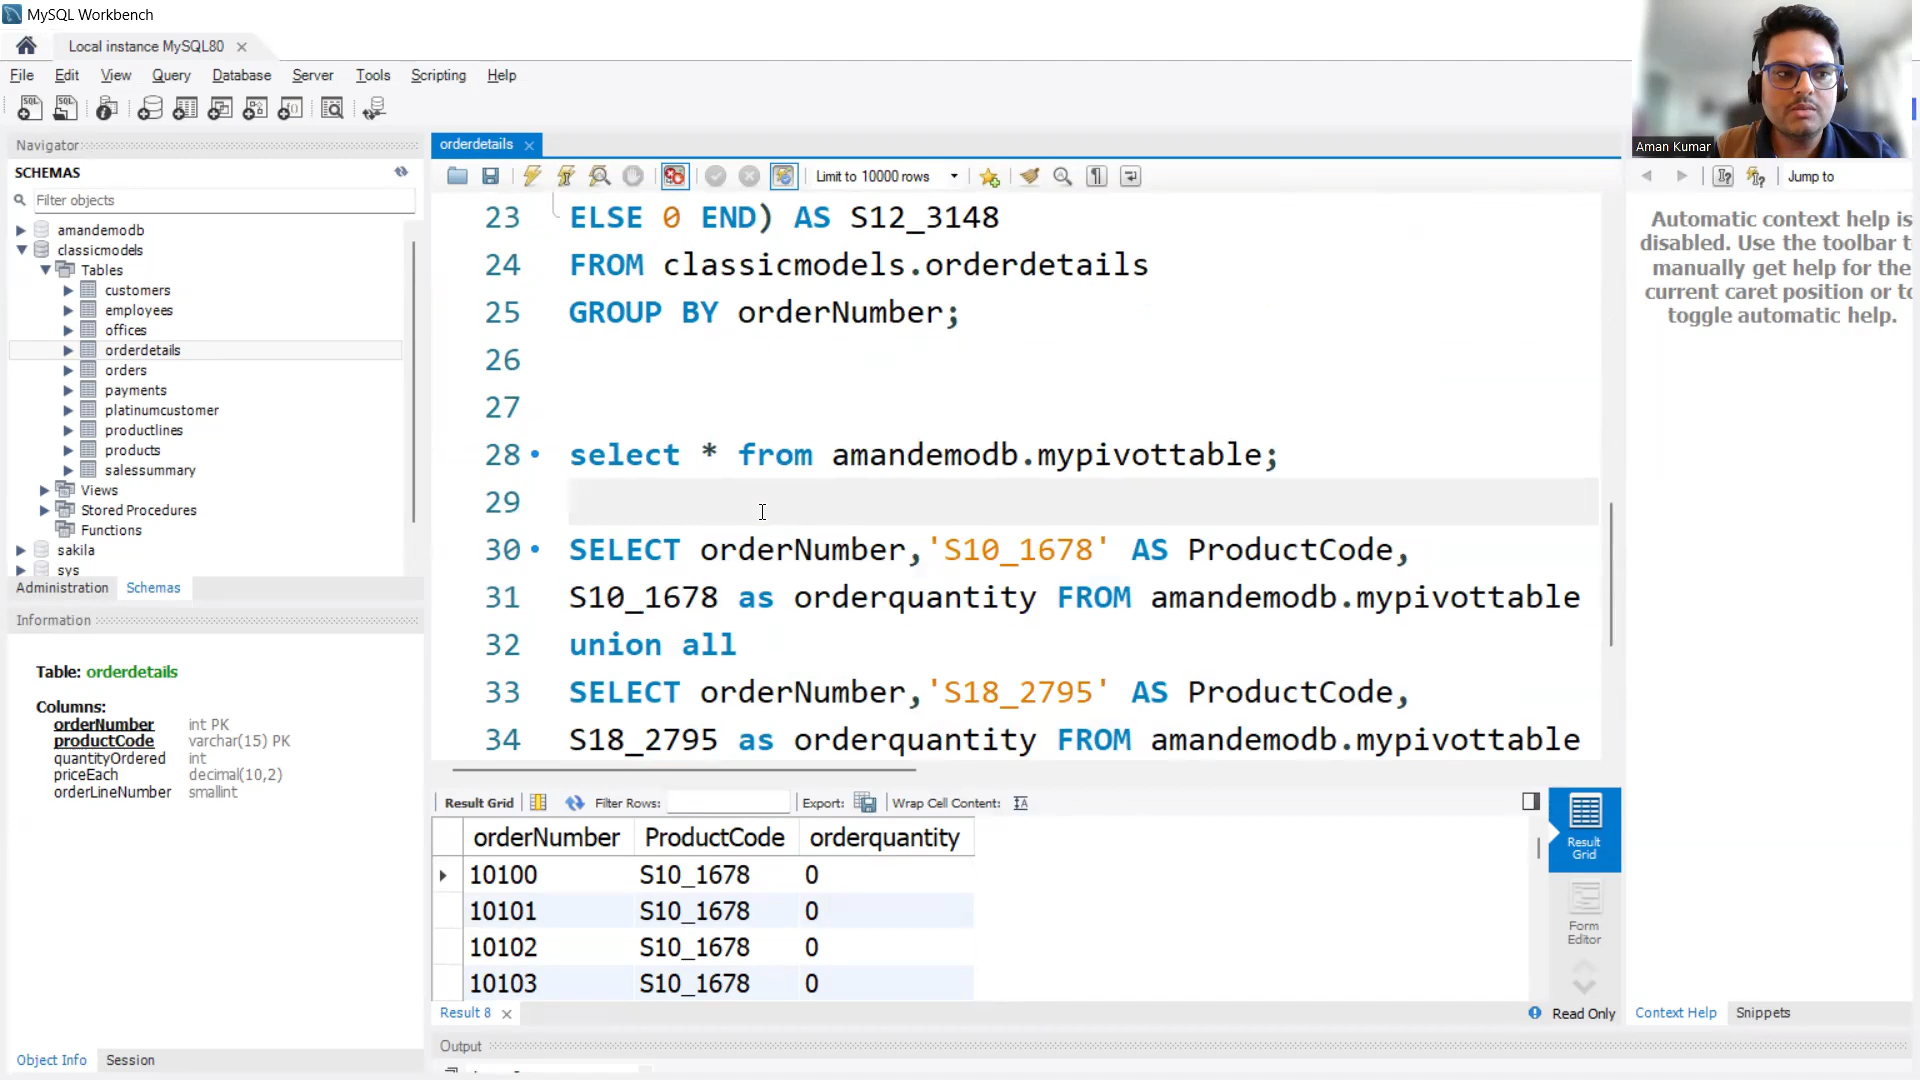 MySQL Workbench
Local instance MySQL80
File Edit View Query Database Server Tools Scripting Help
Navigator
SCHEMAS
Filter objects
amandemodb
classicmodels
Tables
customers
employees
offices
orderdetails
orders
payments
platinumcustomer
productlines
products
salessummary
Views
Stored Procedures
Functions
sakila
sys
Administration Schemas
Information
Table: orderdetails
Columns:
orderNumber int PK
productCode varchar(15) PK
quantityOrdered int
priceEach decimal(10,2)
orderLineNumber smallint
Object Info Session
orderdetails
Limit to 10000 rows
23 ELSE 0 END) AS S12_3148
24 FROM classicmodels.orderdetails
25 GROUP BY orderNumber;
26
27
28 select * from amandemodb.mypivottable;
29
30 SELECT orderNumber,'S10_1678' AS ProductCode,
31 S10_1678 as orderquantity FROM amandemodb.mypivottable
32 union all
33 SELECT orderNumber,'S18_2795' AS ProductCode,
34 S18_2795 as orderquantity FROM amandemodb.mypivottable
Result Grid Filter Rows: Export: Wrap Cell Content:
orderNumber ProductCode orderquantity
10100 S10_1678 0
10101 S10_1678 0
10102 S10_1678 0
10103 S10_1678 0
Result Grid
Form Editor
Result 8
Read Only
Output
Aman Kumar
Jump to
Automatic context help is
disabled. Use the toolbar t
manually get help for the
current caret position or to
toggle automatic help.
Context Help Snippets